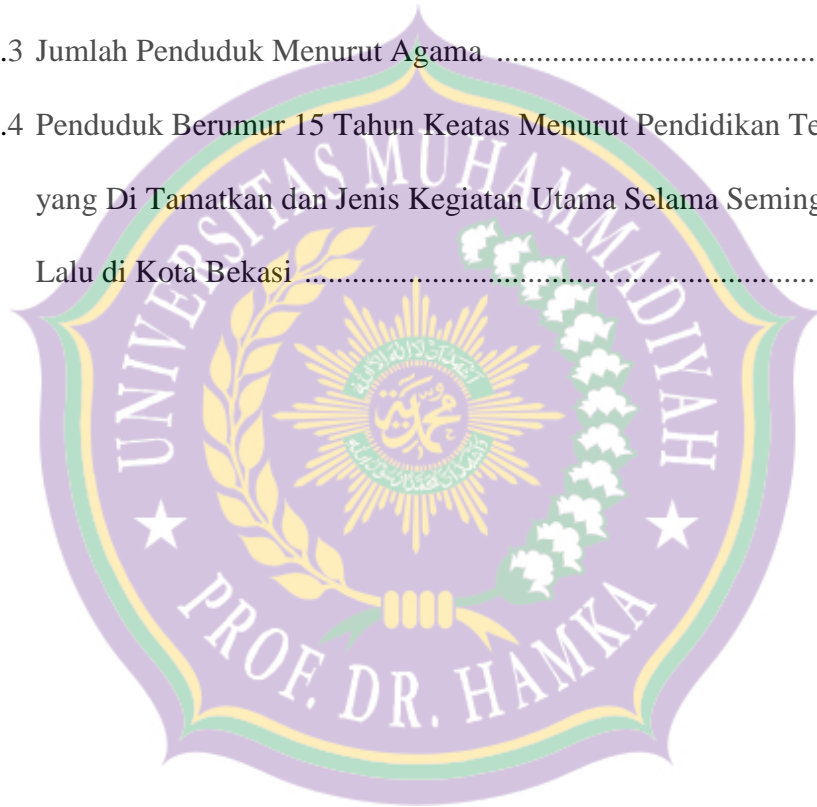 .3 Jumlah Penduduk Menurut Agama ...................................
.4 Penduduk Berumur 15 Tahun Keatas Menurut Pendidikan Te
yang Di Tamatkan dan Jenis Kegiatan Utama Selama Seming
Lalu di Kota Bekasi .........................................................
UNIVERSITAS MUHAMMADIYAH
PROF. DR. HAMKA
محمدية